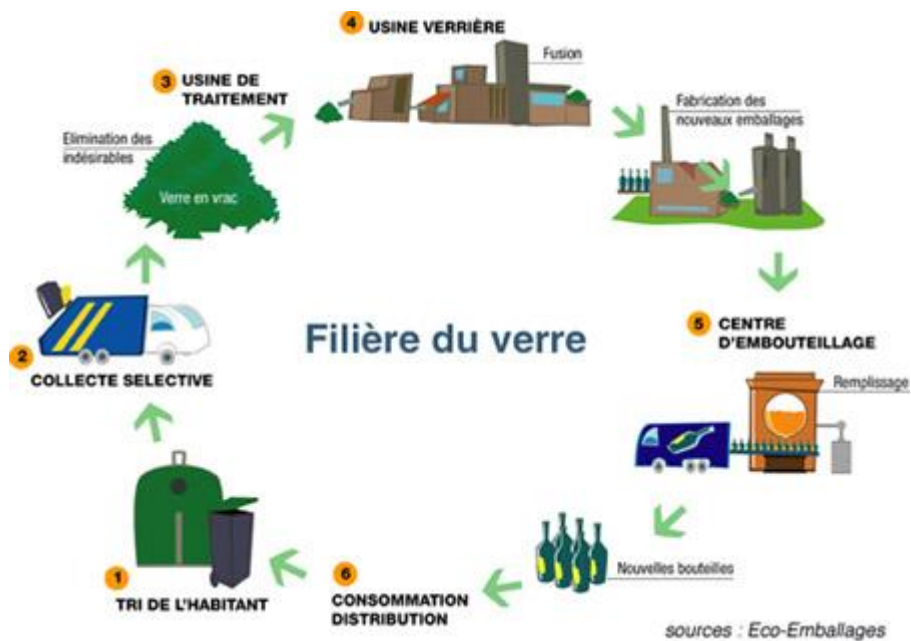 4 USINE VERRIÈRE
Fusion
3 USINE DE
TRAITEMENT
Fabrication des
nouveaux emballages
Elimination des
indésirables
Verre en vrac
Filière du verre
5 CENTRE
D'EMBOUTEILLAGE
2
COLLECTE SELECTIVE
Remplissage
Nouvelles bouteilles
1
TRI DE L'HABITANT
6
CONSOMMATION
DISTRIBUTION
sources : Eco-Emballages